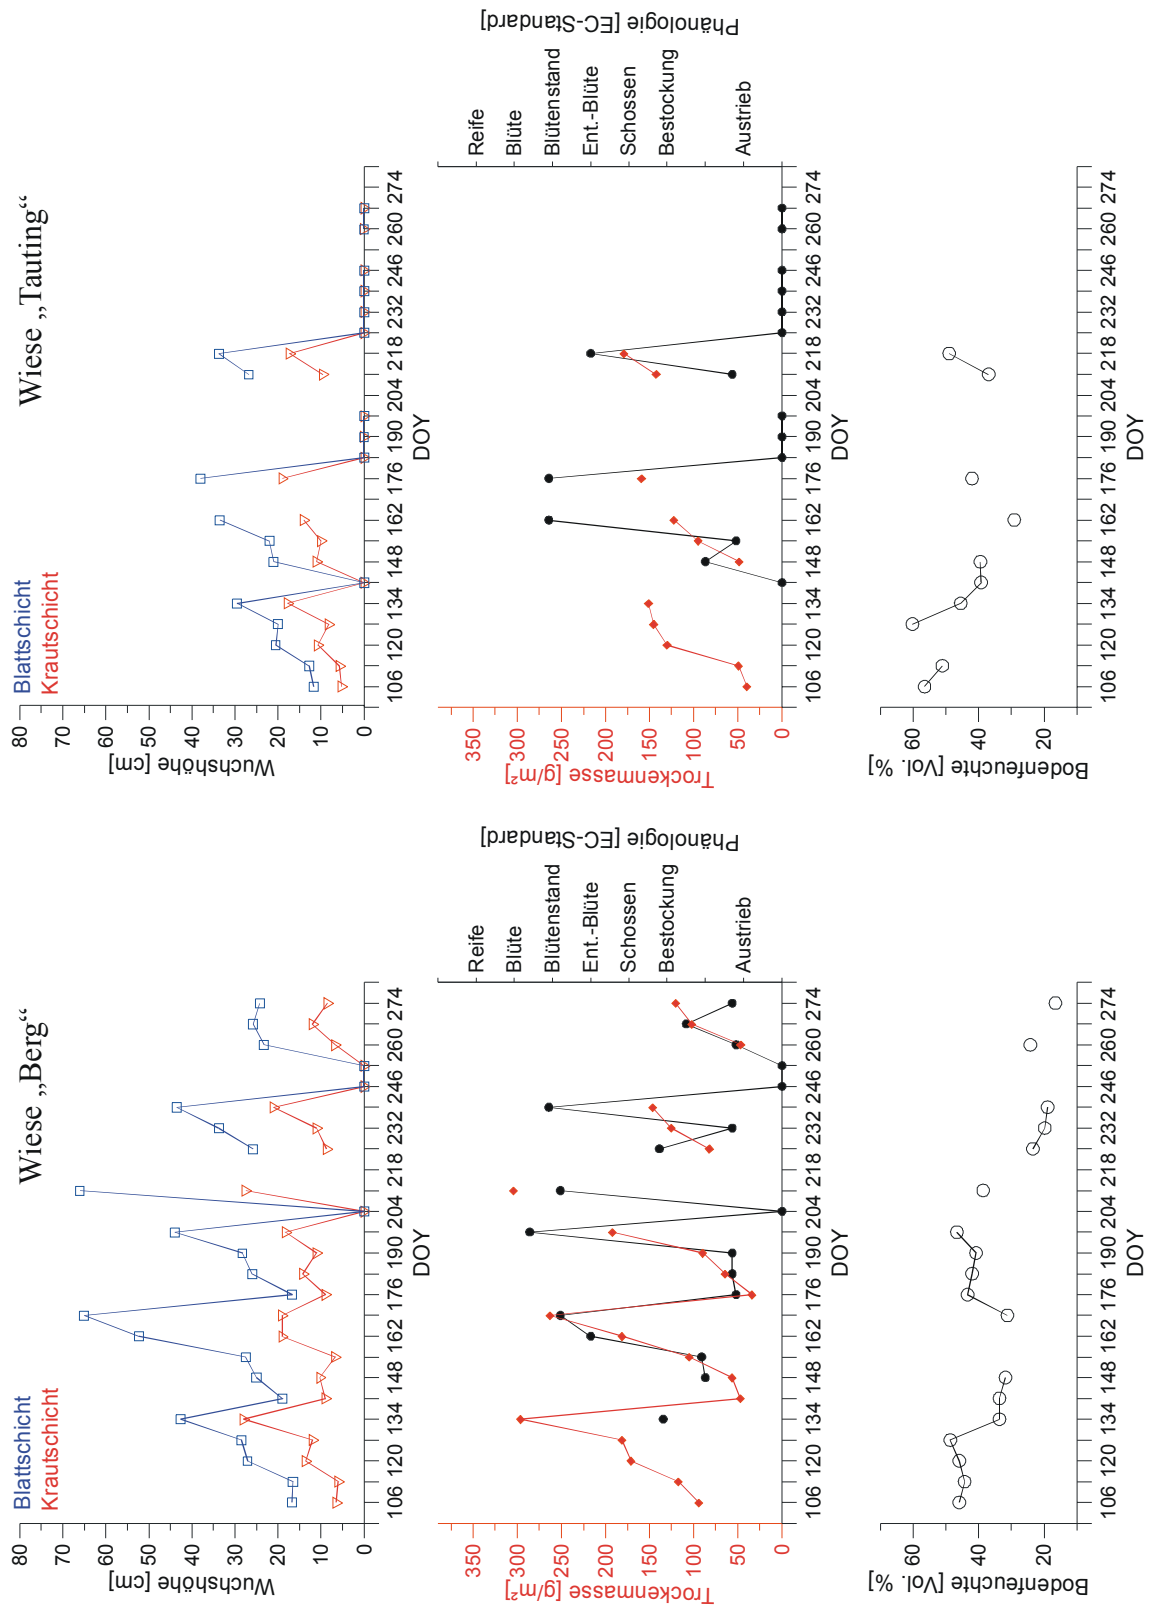 Wiese „Berg“
Blattschicht
Krautschicht
Wuchshöhe [cm]
80
70
60
50
40
30
20
10
0
106 120 134 148 162 176 190 204 218 232 246 260 274
DOY
Trockenmasse [g/m²]
350
300
250
200
150
100
50
0
106 120 134 148 162 176 190 204 218 232 246 260 274
DOY
Phänologie [EC-Standard]
Reife
Blüte
Blütenstand
Ent.-Blüte
Schossen
Bestockung
Austrieb
Bodenfeuchte [Vol. %]
60
40
20
106 120 134 148 162 176 190 204 218 232 246 260 274
DOY
Wiese „Tauting“
Blattschicht
Krautschicht
Wuchshöhe [cm]
80
70
60
50
40
30
20
10
0
106 120 134 148 162 176 190 204 218 232 246 260 274
DOY
Trockenmasse [g/m²]
350
300
250
200
150
100
50
0
106 120 134 148 162 176 190 204 218 232 246 260 274
DOY
Phänologie [EC-Standard]
Reife
Blüte
Blütenstand
Ent.-Blüte
Schossen
Bestockung
Austrieb
Bodenfeuchte [Vol. %]
60
40
20
106 120 134 148 162 176 190 204 218 232 246 260 274
DOY